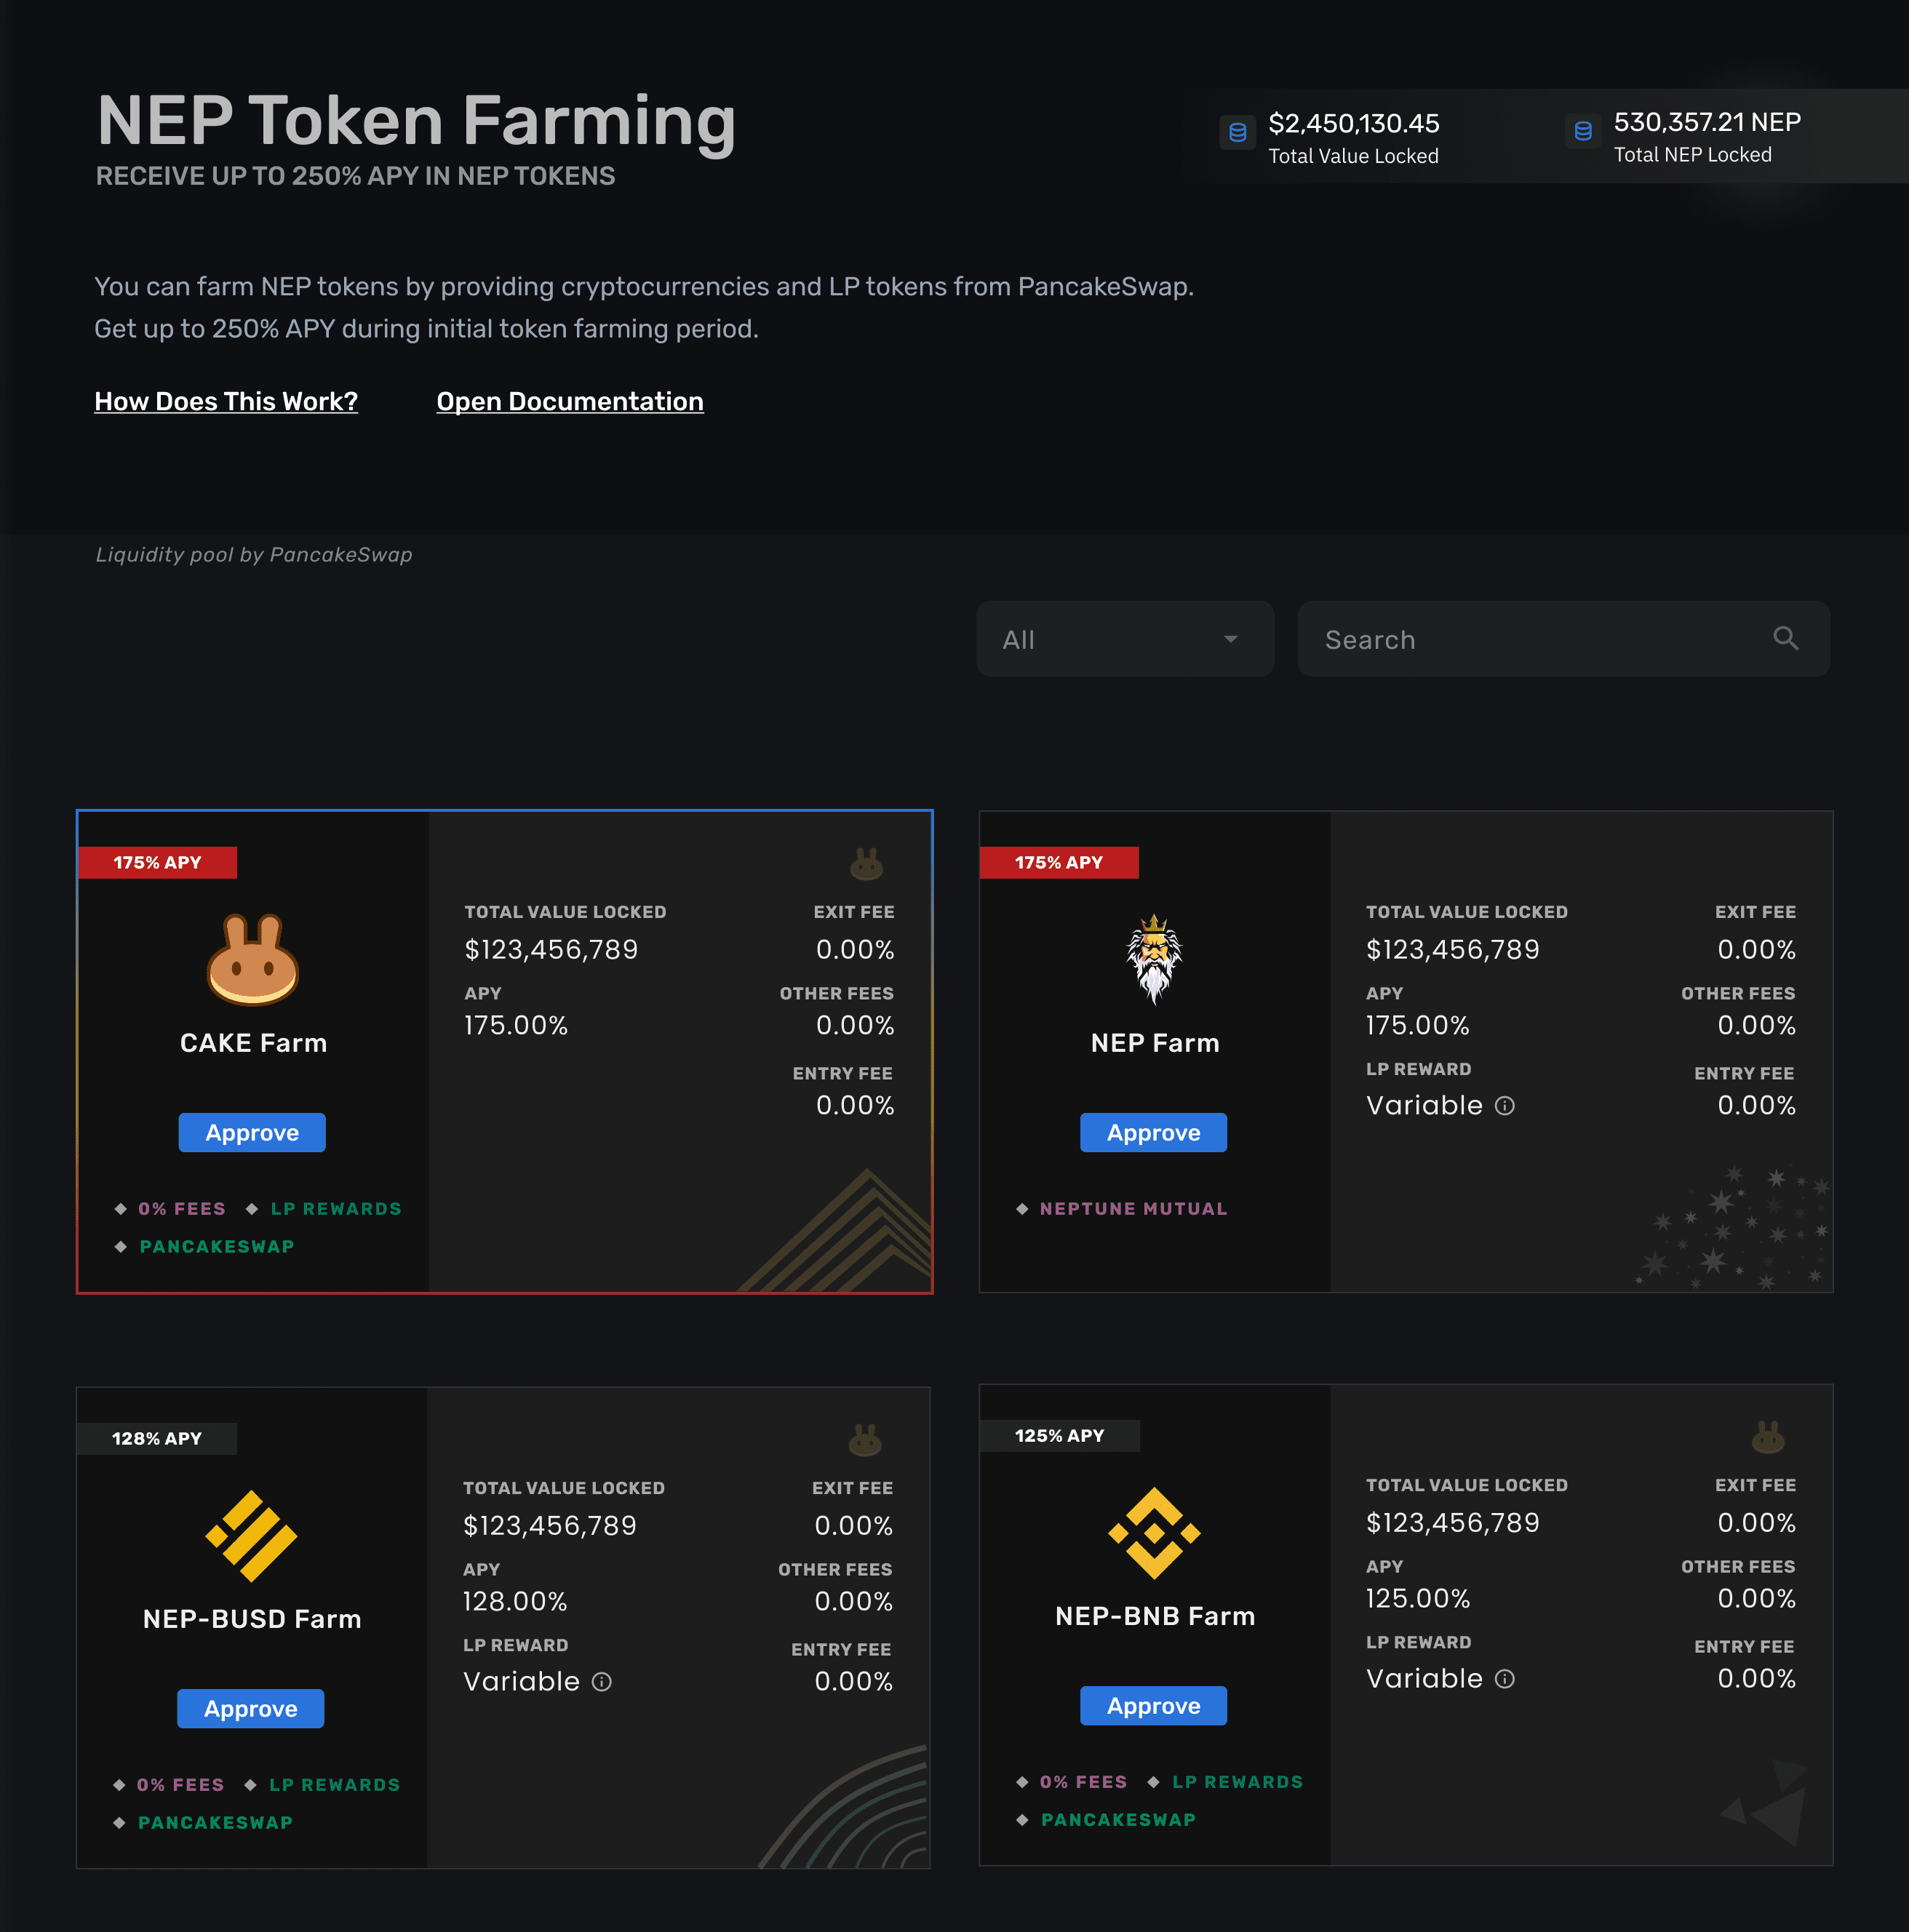 NEP Token Farming
RECEIVE UP TO 250% APY IN NEP TOKENS
$2,450,130.45
Total Value Locked
530,357.21 NEP
Total NEP Locked
You can farm NEP tokens by providing cryptocurrencies and LP tokens from PancakeSwap.
Get up to 250% APY during initial token farming period.
How Does This Work? Open Documentation
Liquidity pool by PancakeSwap
All
Search
175% APY
CAKE Farm
Approve
0% FEES LP REWARDS
PANCAKESWAP
TOTAL VALUE LOCKED EXIT FEE
$123,456,789 0.00%
APY OTHER FEES
175.00% 0.00%
ENTRY FEE
0.00%
175% APY
NEP Farm
Approve
NEPTUNE MUTUAL
TOTAL VALUE LOCKED EXIT FEE
$123,456,789 0.00%
APY OTHER FEES
175.00% 0.00%
LP REWARD ENTRY FEE
Variable 0.00%
128% APY
NEP-BUSD Farm
Approve
0% FEES LP REWARDS
PANCAKESWAP
TOTAL VALUE LOCKED EXIT FEE
$123,456,789 0.00%
APY OTHER FEES
128.00% 0.00%
LP REWARD ENTRY FEE
Variable 0.00%
125% APY
NEP-BNB Farm
Approve
0% FEES LP REWARDS
PANCAKESWAP
TOTAL VALUE LOCKED EXIT FEE
$123,456,789 0.00%
APY OTHER FEES
125.00% 0.00%
LP REWARD ENTRY FEE
Variable 0.00%